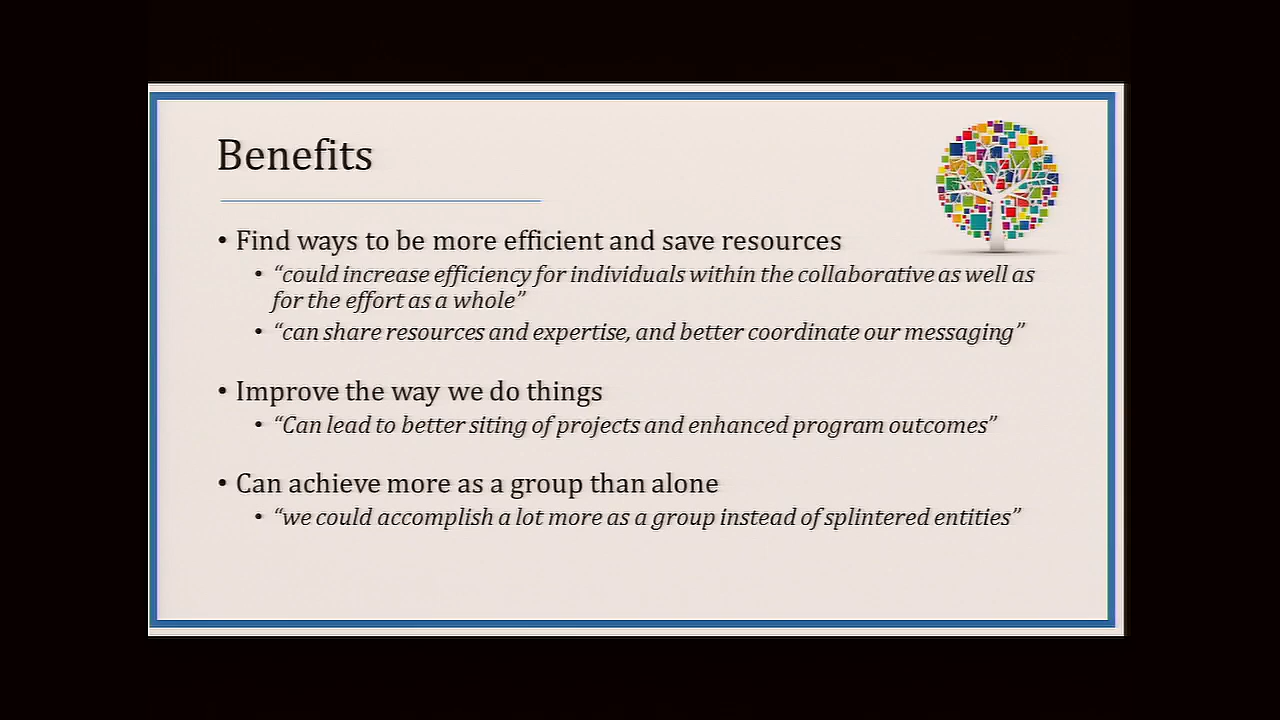 Benefits
• Find ways to be more efficient and save resources
• “could increase efficiency for individuals within the collaborative as well as
for the effort as a whole”
• “can share resources and expertise, and better coordinate our messaging”
• Improve the way we do things
• “Can lead to better siting of projects and enhanced program outcomes”
• Can achieve more as a group than alone
• “we could accomplish a lot more as a group instead of splintered entities”